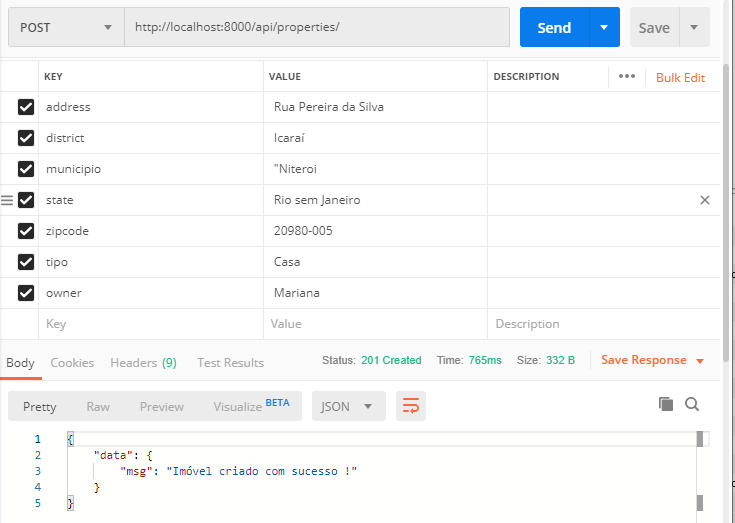 POST http://localhost:8000/api/properties/ Send Save
KEY VALUE DESCRIPTION ••• Bulk Edit
address Rua Pereira da Silva
district Icaraí
municipio "Niteroi
state Rio sem Janeiro
zipcode 20980-005
tipo Casa
owner Mariana
Key Value Description
Body Cookies Headers (9) Test Results Status: 201 Created Time: 765ms Size: 332 B Save Response
Pretty Raw Preview Visualize BETA JSON
1 {
2 "data": {
3 "msg": "Imóvel criado com sucesso !"
4 }
5 }